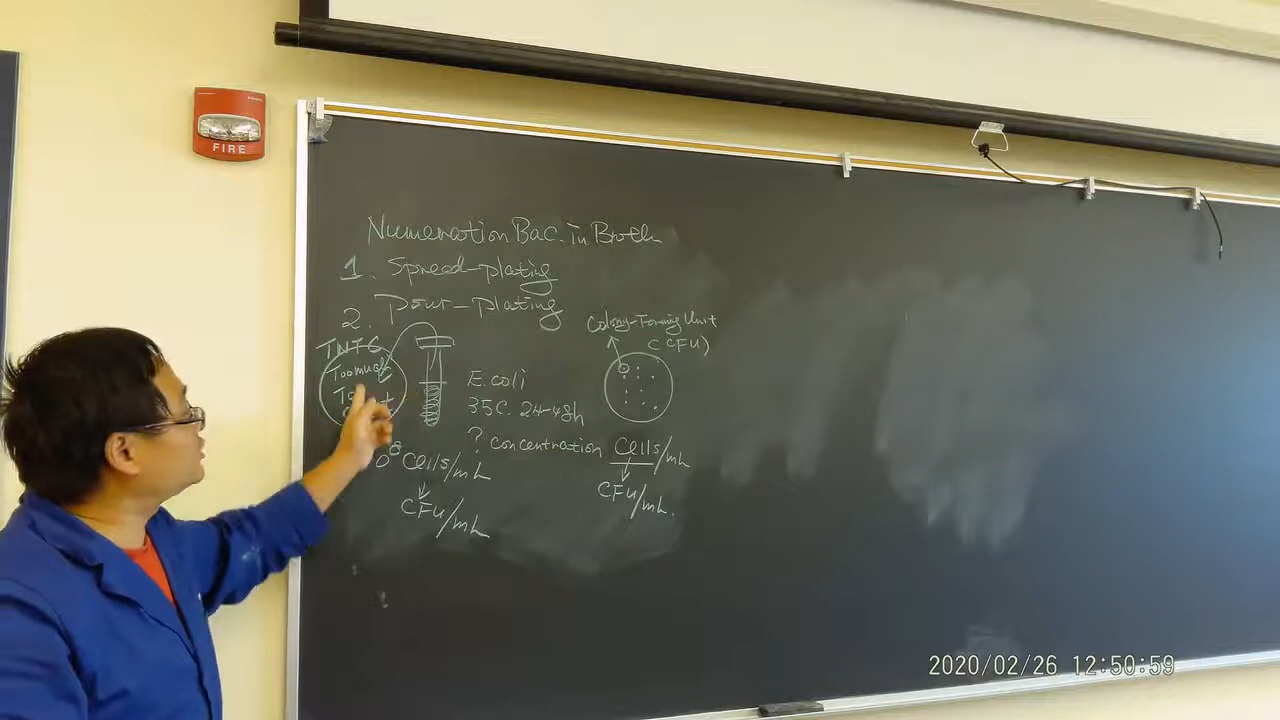 FIRE
Numeration Bac. in Broth
1. Spread-plating
2. Pour-plating
TNTC
Too much
To
Colony-Forming Unit
(CFU)
E. coli
35C. 24-48h
? concentration Cells/mL
CFU/mL.
Cells/mL
CFU/mL
2020/02/26 12:50:59